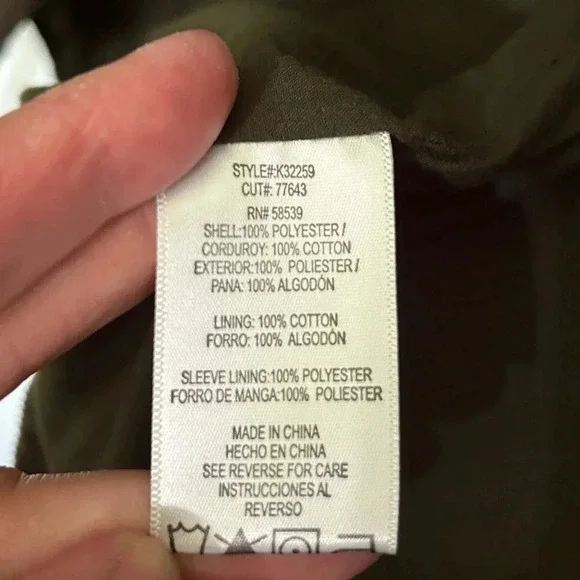 STYLE#:K32259
CUT#: 77643
RN# 58539
SHELL:100% POLYESTER /
CORDUROY: 100% COTTON
EXTERIOR:100% POLIESTER /
PANA: 100% ALGODÓN
LINING: 100% COTTON
FORRO: 100% ALGODÓN
SLEEVE LINING:100% POLYESTER
FORRO DE MANGA:100% POLIESTER
MADE IN CHINA
HECHO EN CHINA
SEE REVERSE FOR CARE
INSTRUCCIONES AL
REVERSO